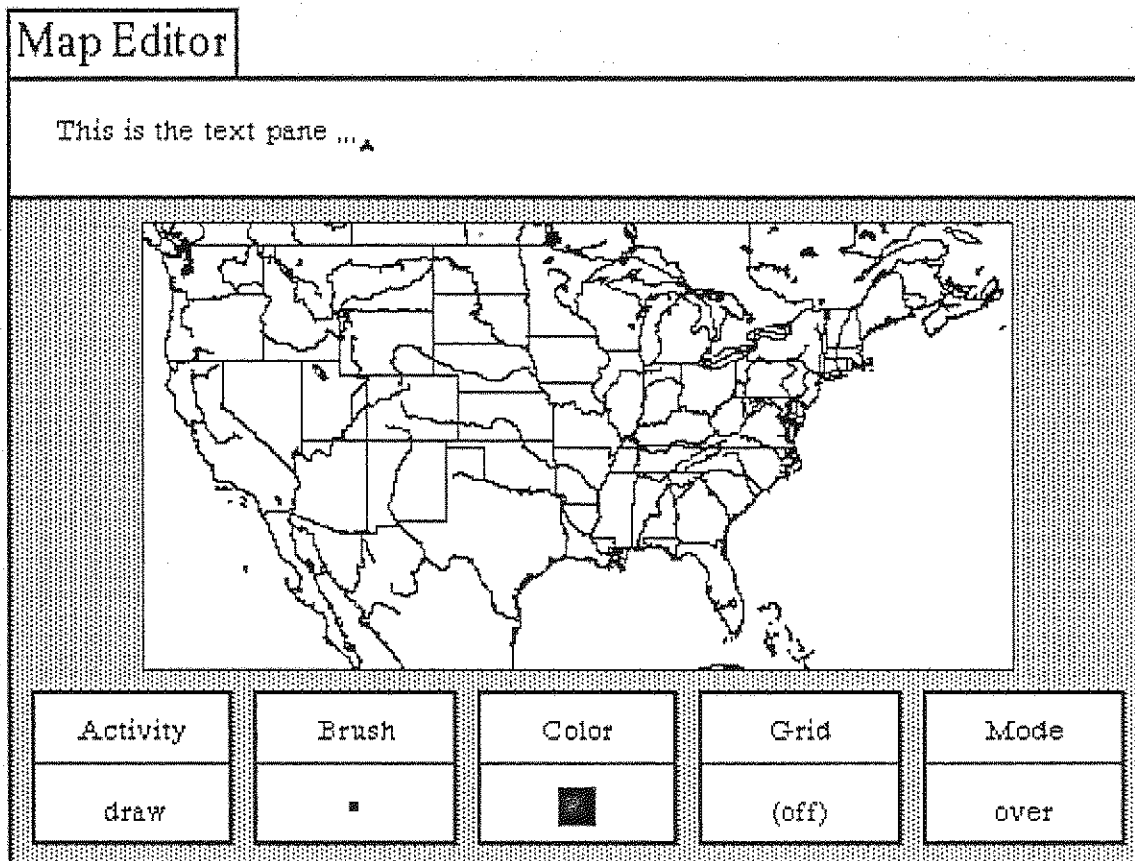 Map Editor
This is the text pane ...
Activity Brush Color Grid Mode
draw (off) over